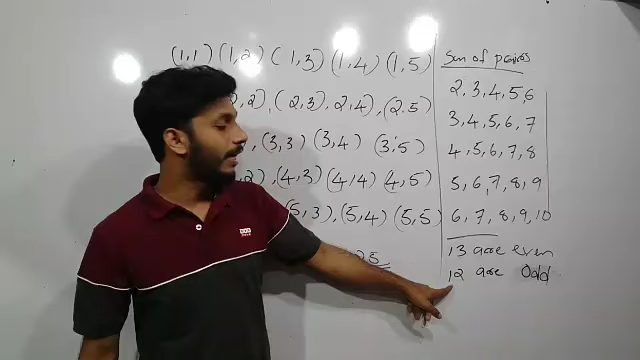 (1,1) (1,2) (1,3) (1,4) (1,5)
,2), (2,3), 2,4), (2,5)
, (3,3) (3,4) (3,5)
,2), (4,3) (4,4) (4,5)
(5,3), (5,4) (5,5)
25
Sum of pairs
2, 3, 4, 5, 6
3, 4, 5, 6, 7
4, 5, 6, 7, 8
5, 6, 7, 8, 9
6, 7, 8, 9, 10
13 are even
12 are Odd